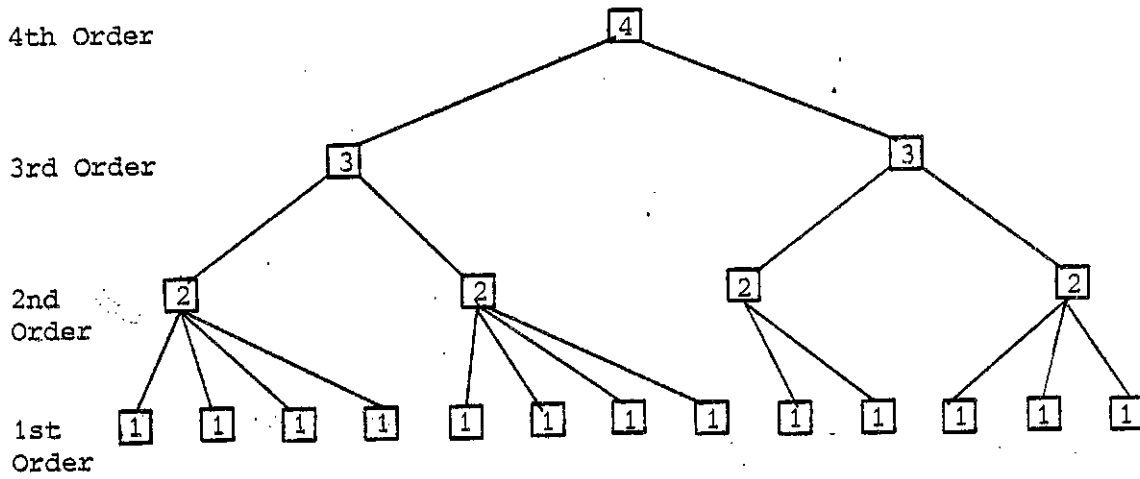 4th Order
4
3rd Order
3 3
2nd
Order
2 2 2 2
1st
Order
1 1 1 1 1 1 1 1 1 1 1 1 1